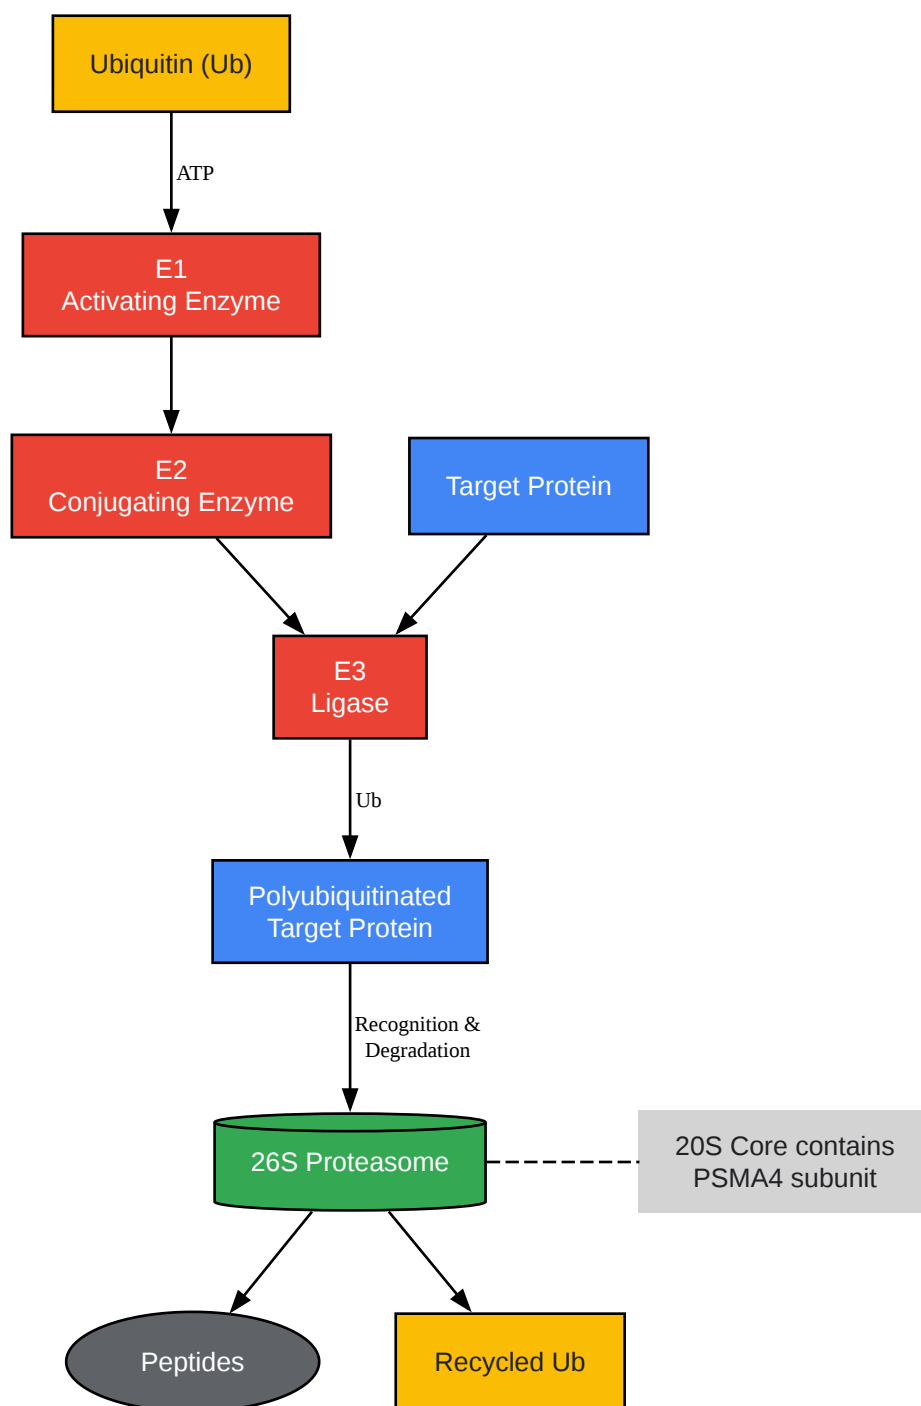 Ubiquitin (Ub)
ATP
E1
Activating Enzyme
E2
Conjugating Enzyme
Target Protein
E3
Ligase
Ub
Polyubiquitinated
Target Protein
Recognition &
Degradation
26S Proteasome
20S Core contains
PSMA4 subunit
Peptides
Recycled Ub